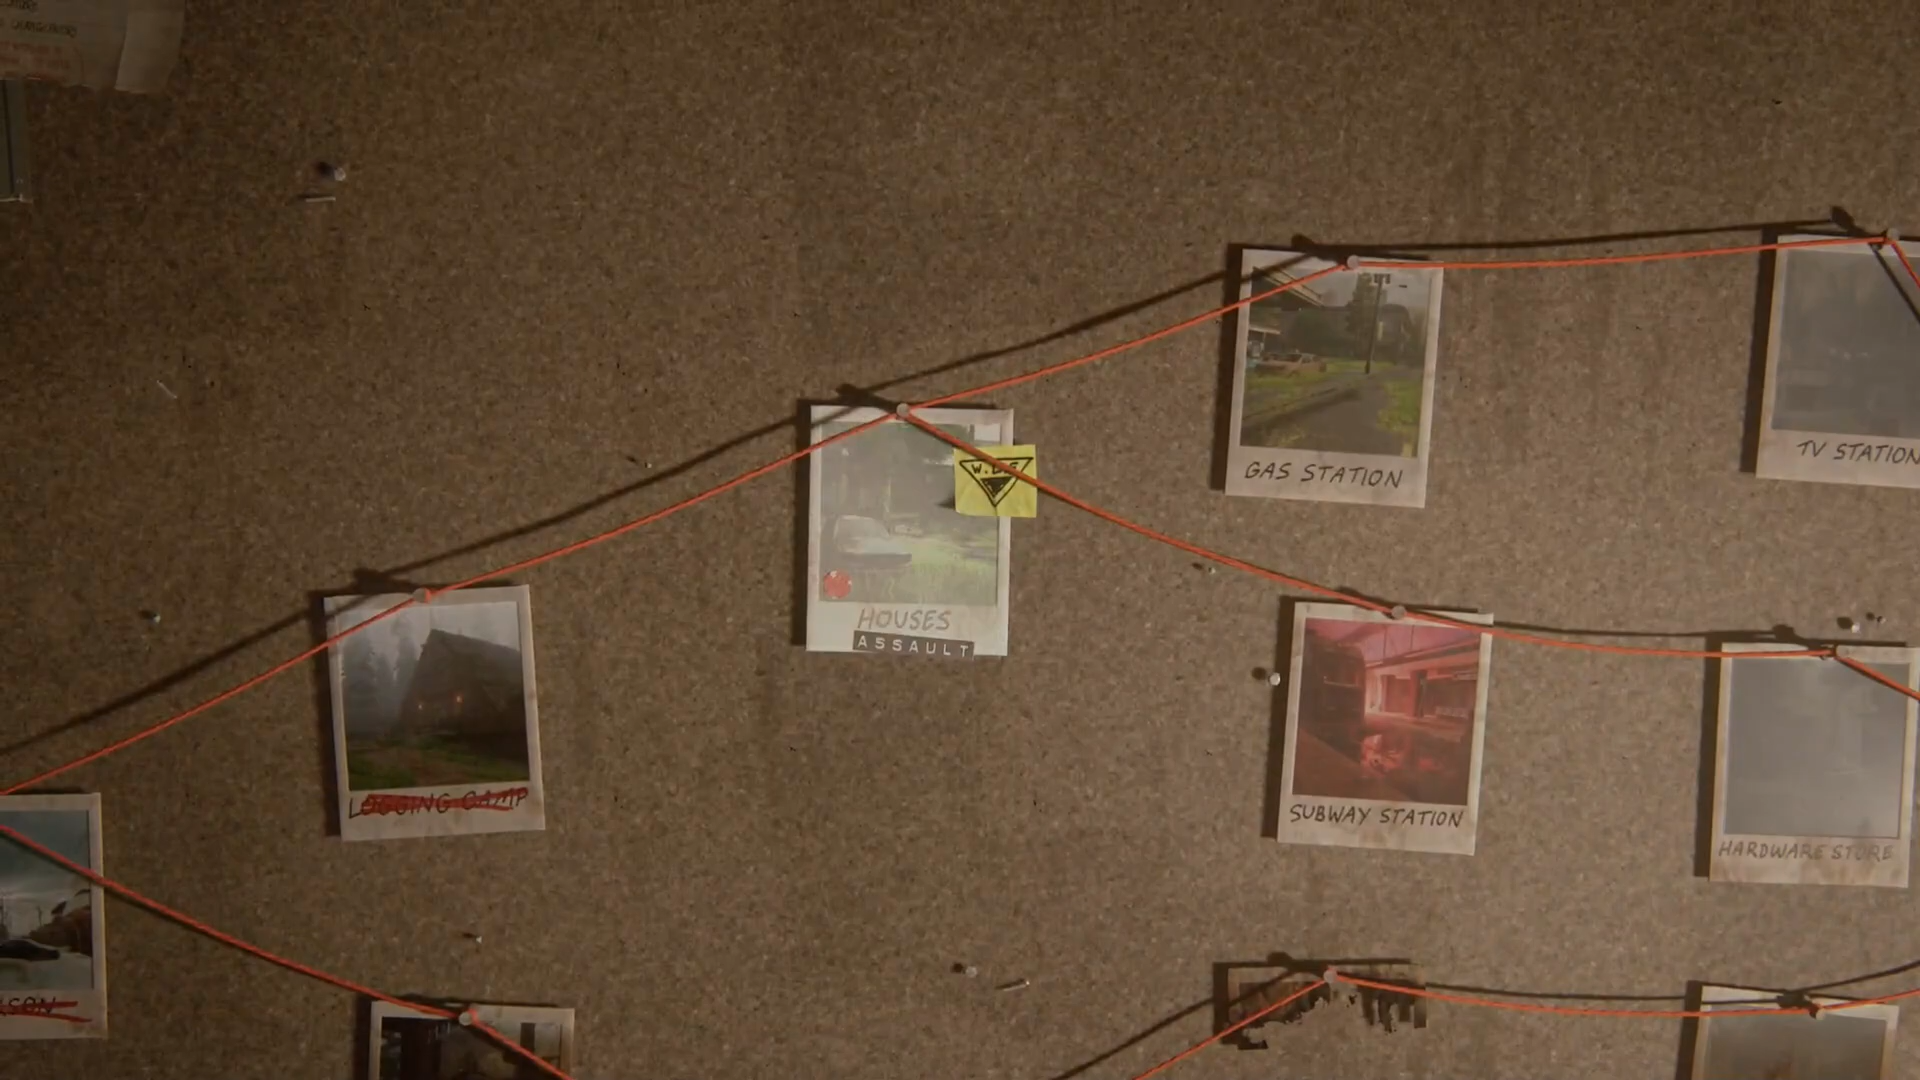 GAS STATION
TV STATION
W.L.F
HOUSES
ASSAULT
LOGGING CAMP
SUBWAY STATION
HARDWARE STORE